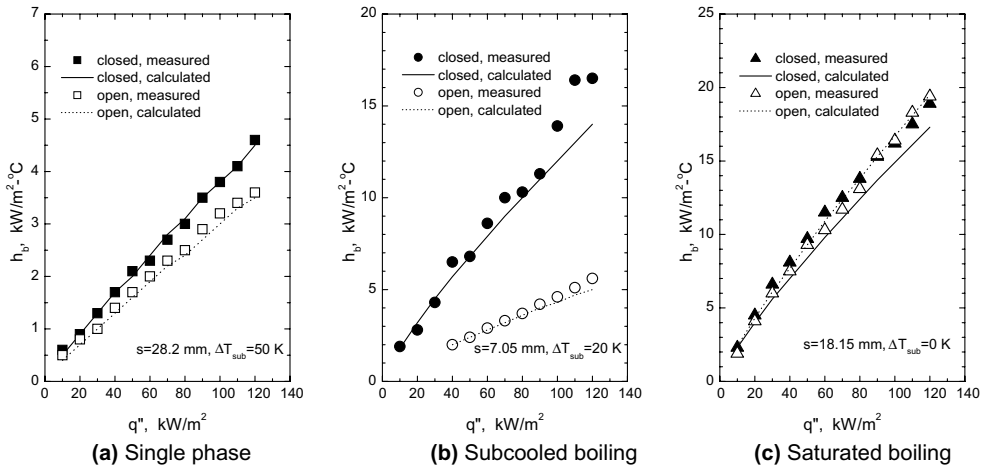 7
6
5
4
3
2
1
0
0 20 40 60 80 100 120 140
h_b, kW/m²-°C
q", kW/m²
closed, measured
closed, calculated
open, measured
open, calculated
s=28.2 mm, ΔT_sub=50 K
(a) Single phase
20
15
10
5
0
0 20 40 60 80 100 120 140
h_b, kW/m²-°C
q", kW/m²
closed, measured
closed, calculated
open, measured
open, calculated
s=7.05 mm, ΔT_sub=20 K
(b) Subcooled boiling
25
20
15
10
5
0
0 20 40 60 80 100 120 140
h_b, kW/m²-°C
q", kW/m²
closed, measured
closed, calculated
open, measured
open, calculated
s=18.15 mm, ΔT_sub=0 K
(c) Saturated boiling